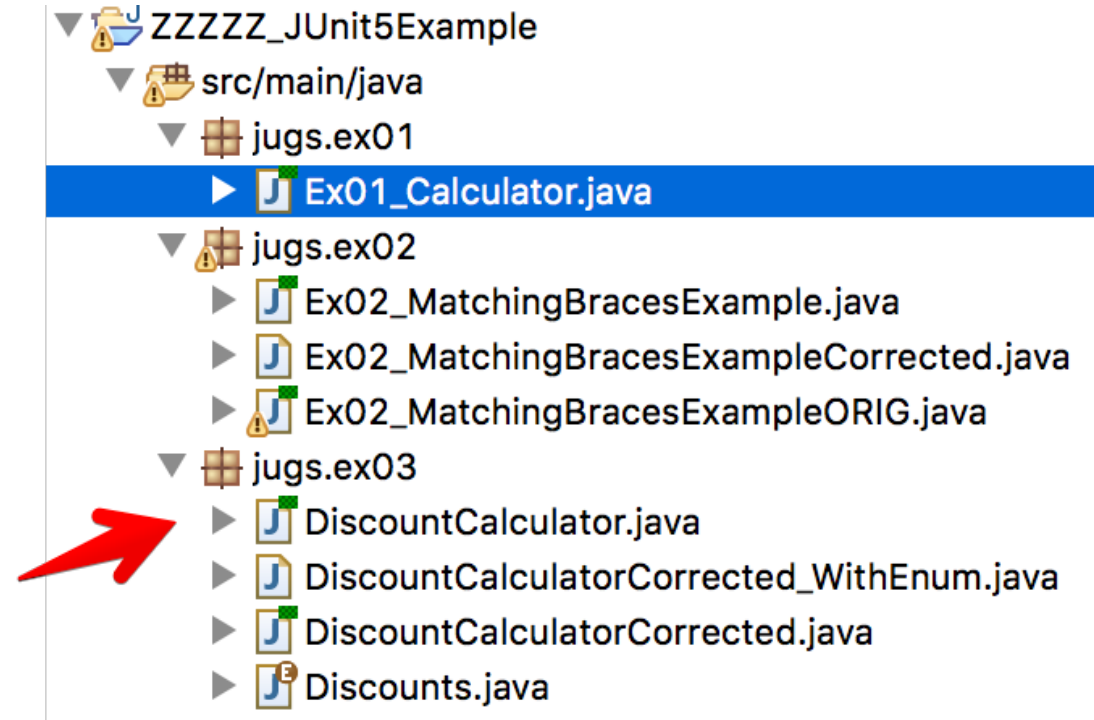 ZZZZZ_JUnit5Example
src/main/java
jugs.ex01
Ex01_Calculator.java
jugs.ex02
Ex02_MatchingBracesExample.java
Ex02_MatchingBracesExampleCorrected.java
Ex02_MatchingBracesExampleORIG.java
jugs.ex03
DiscountCalculator.java
DiscountCalculatorCorrected_WithEnum.java
DiscountCalculatorCorrected.java
Discounts.java